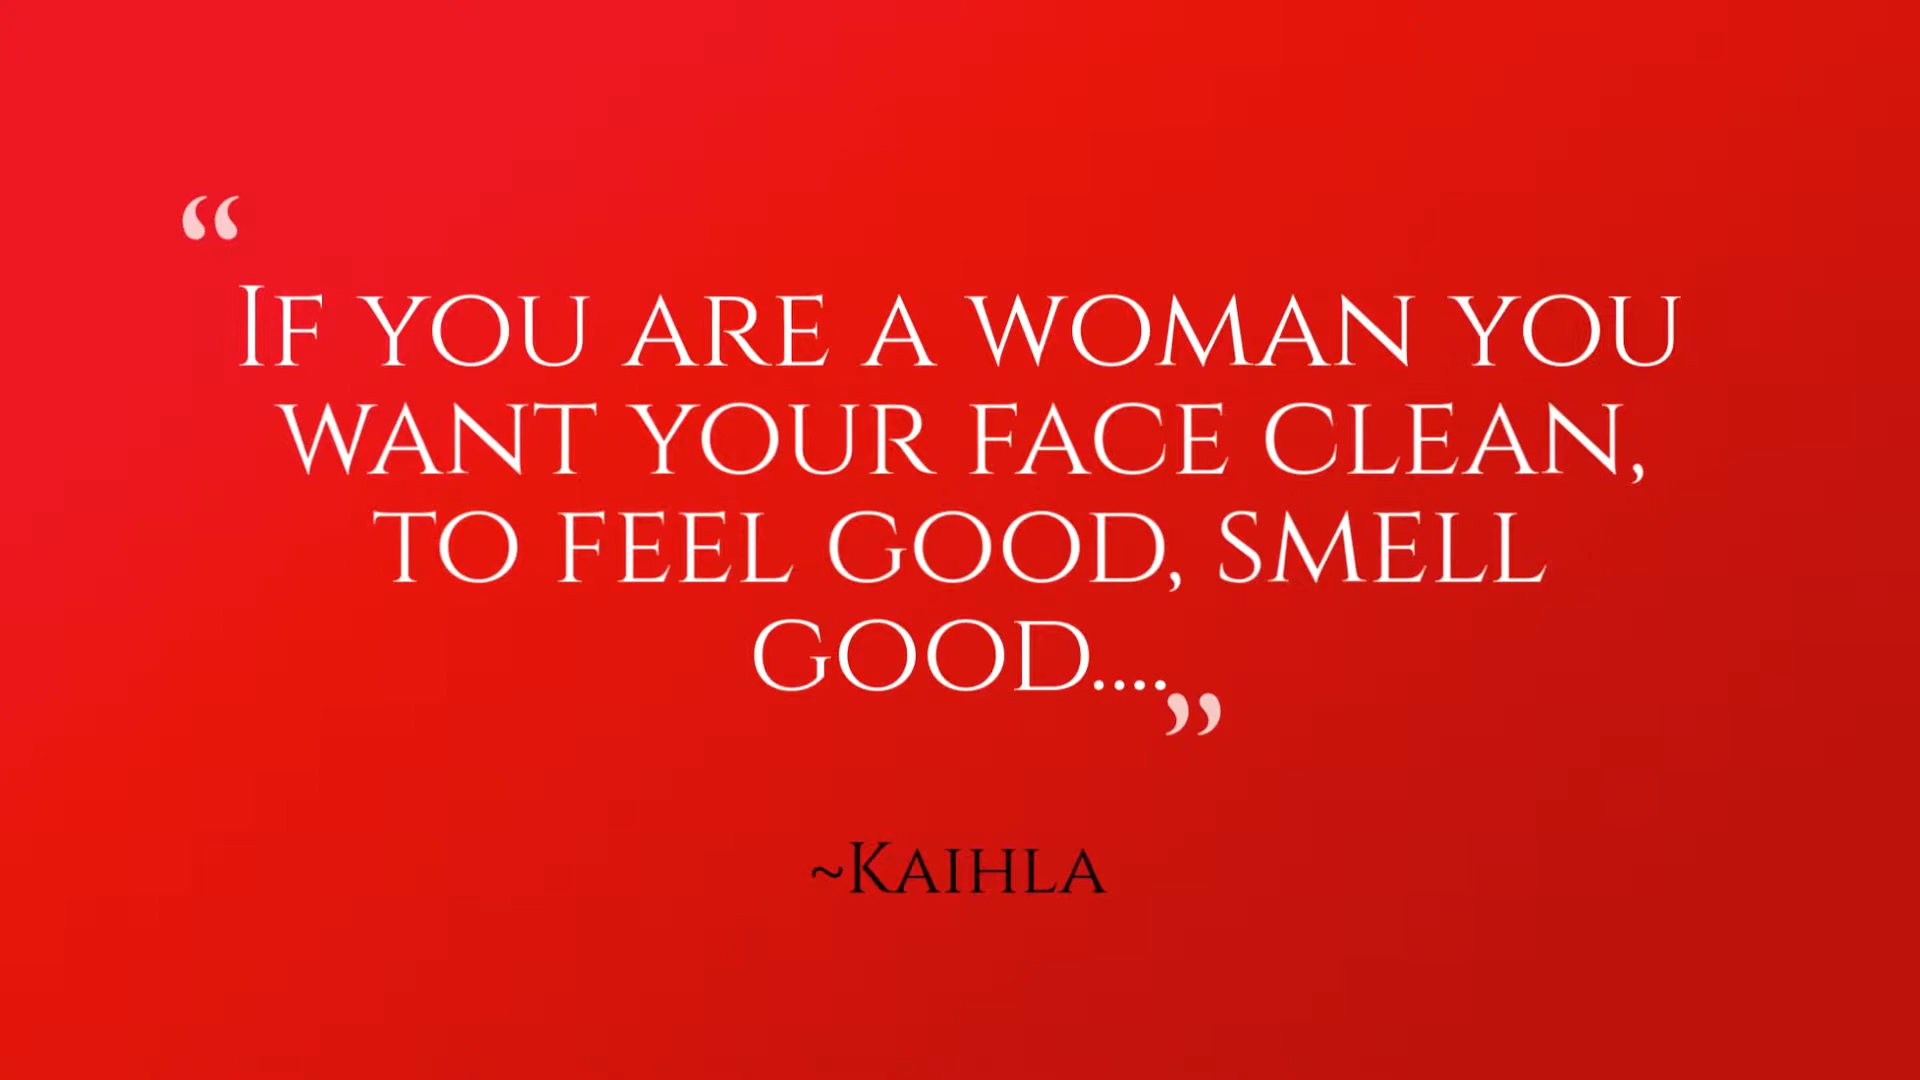 “
If you are a woman you
want your face clean,
to feel good, smell
good....”
~Kaihla